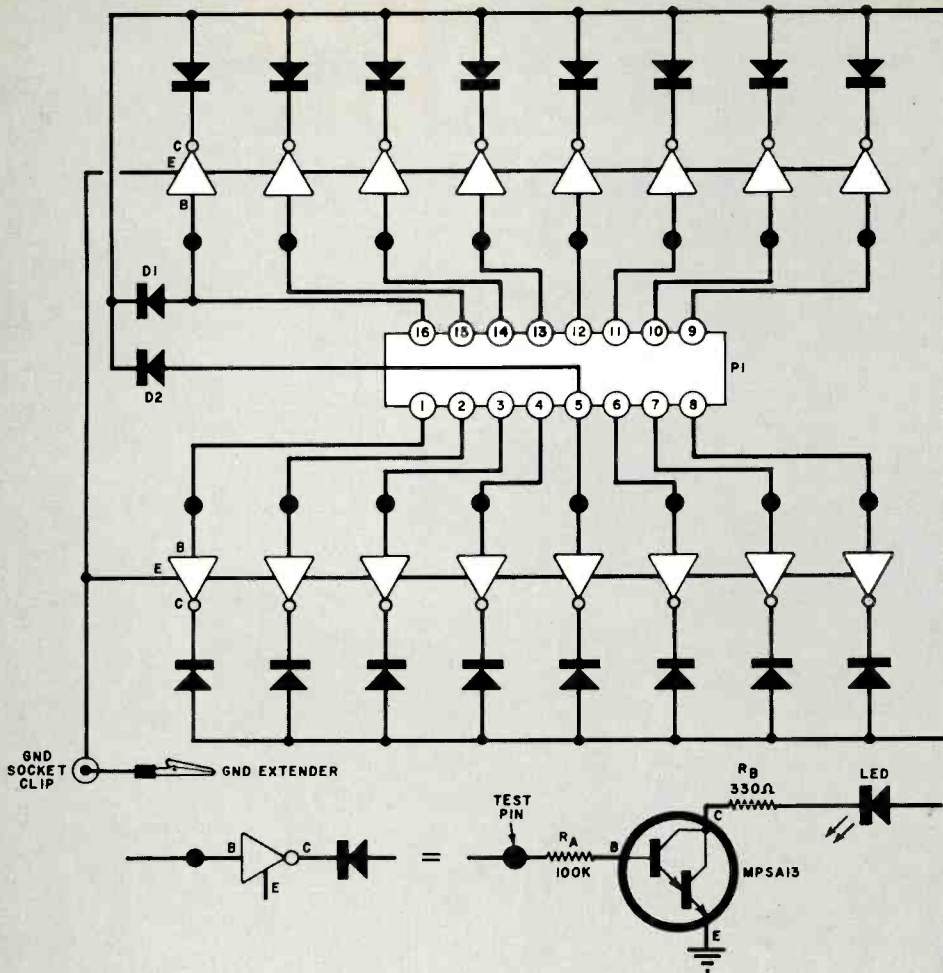 C
E
B
D1
16 15 14 13 12 11 10 9
P1
D2
1 2 3 4 5 6 7 8
B
E
C
GND
SOCKET
CLIP
GND EXTENDER
TEST
PIN
RB
330Ω
LED
C
B
C
E
=
RA
100K
B
MPSA13
E